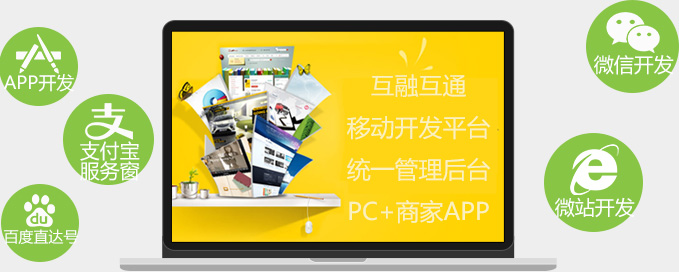 APP开发
支
支付宝
服务窗
du
百度直达号
互融互通
移动开发平台
统一管理后台
PC+商家APP
微信开发
微站开发